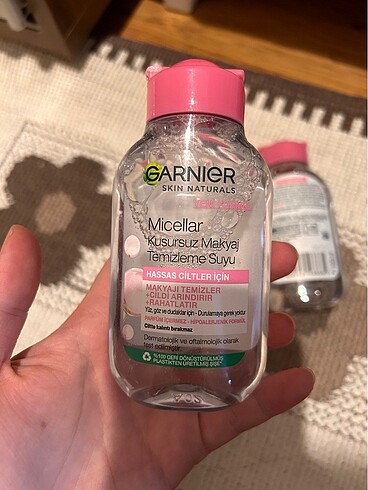 GARNIER
SKIN NATURALS
Micellar
Kusursuz Makyaj
Temizleme Suyu
HASSAS CİLTLER İÇİN
MAKYAJI TEMİZLER
+CİLDİ ARINDIRIR
+RAHATLATIR
Yüz, göz ve dudaklar için - Durulamaya gerek yoktur
PARFÜM İÇERMEZ - HİPOALERJENİK FORMÜL
Ciltte kalıntı bırakmaz
Dermatolojik ve oftalmolojik olarak
test edilmiştir
%100 GERİ DÖNÜŞTÜRÜLMÜŞ
PLASTİKTEN ÜRETİLMİŞ ŞİŞE*